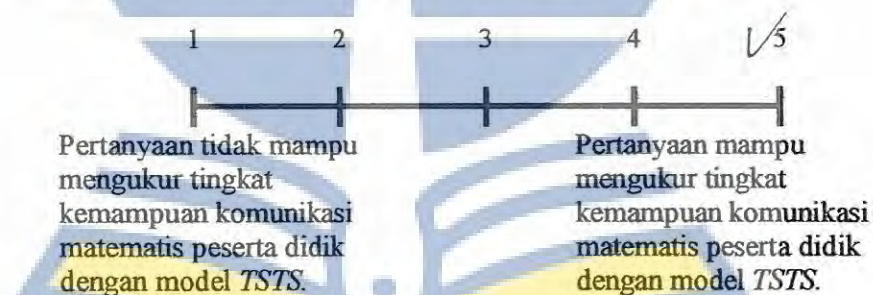 1 2 3 4 5
Pertanyaan tidak mampu
mengukur tingkat
kemampuan komunikasi
matematis peserta didik
dengan model TSTS.
Pertanyaan mampu
mengukur tingkat
kemampuan komunikasi
matematis peserta didik
dengan model TSTS.